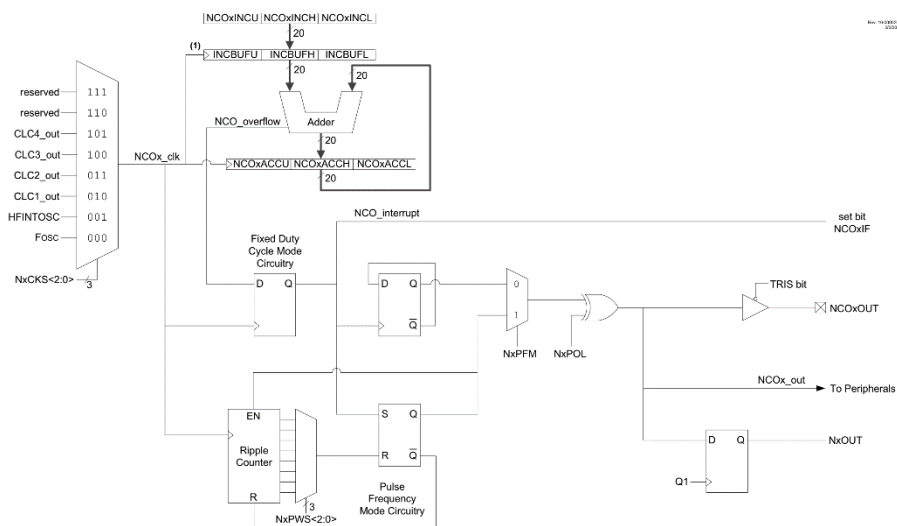 NCOxINCU NCOxINCH NCOxINCL
20
(1)
INCBUFU INCBUFH INCBUFL
20
20
Adder
NCO_overflow
20
NCOx_clk
NCOxACCU NCOxACCH NCOxACCL
20
reserved 111
reserved 110
CLC4_out 101
CLC3_out 100
CLC2_out 011
CLC1_out 010
HFINTOSC 001
FOSC 000
NxCKS<2:0>
3
NCO_interrupt
set bit
NCOxIF
Fixed Duty
Cycle Mode
Circuitry
D Q
D Q
Q
0
1
NxPFM
NxPOL
TRIS bit
NCOxOUT
NCOx_out
To Peripherals
EN
Ripple
Counter
R
3
NxPWS<2:0>
S Q
R Q
Pulse
Frequency
Mode Circuitry
D Q
Q1
NxOUT